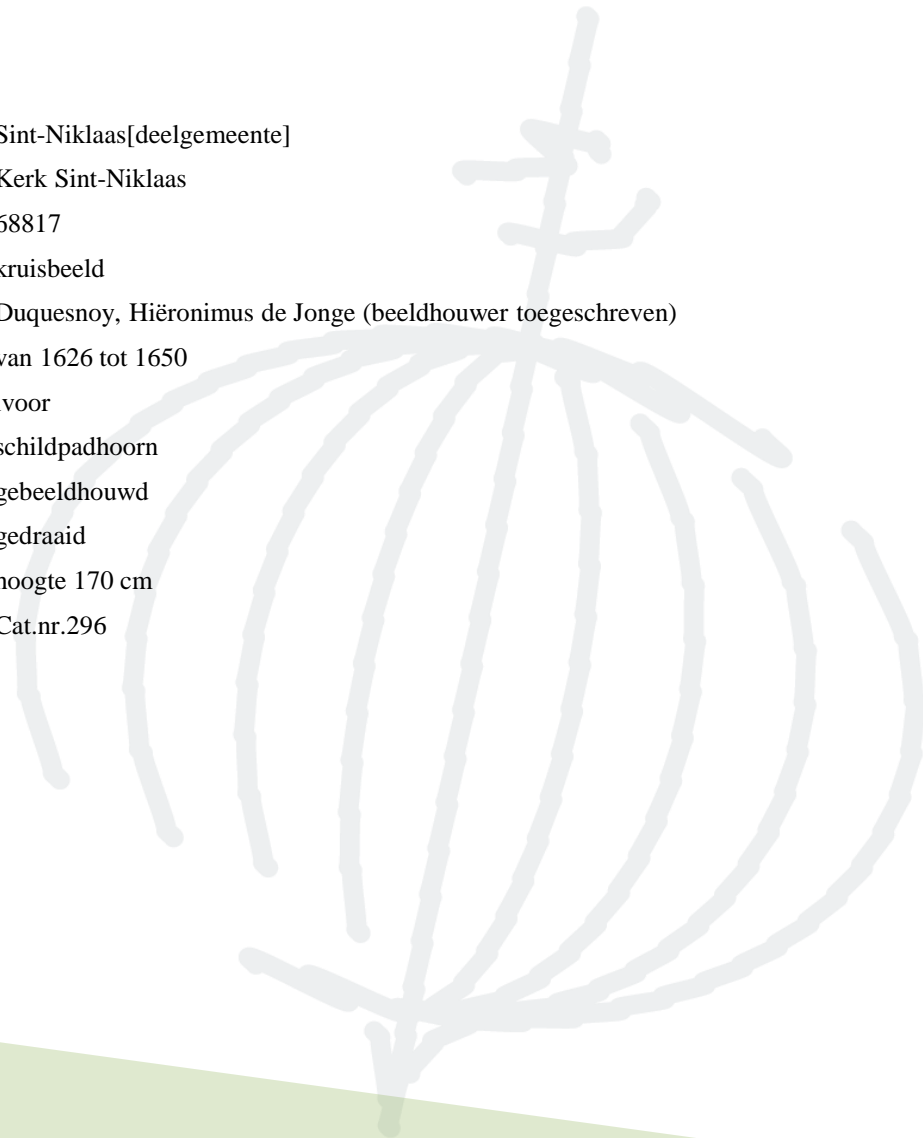 Sint-Niklaas[deelgemeente]
Kerk Sint-Niklaas
68817
kruisbeeld
Duquesnoy, Hiëronimus de Jonge (beeldhouwer toegeschreven)
van 1626 tot 1650
ivoor
schildpadhoorn
gebeeldhouwd
gedraaid
hoogte 170 cm
Cat.nr.296